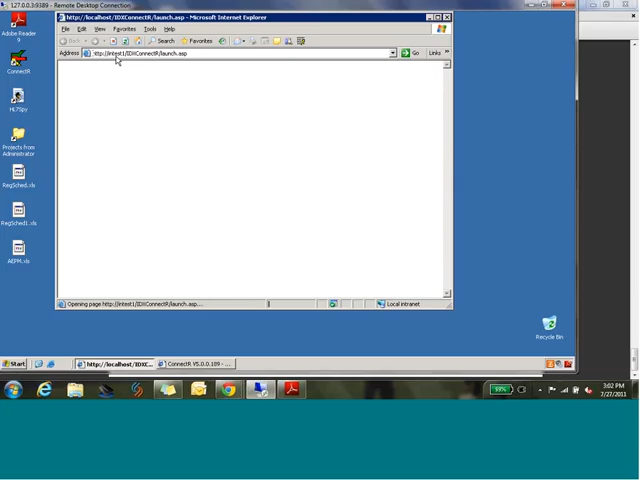 127.0.0.3:9389 - Remote Desktop Connection
http://localhost/IDXConnectR/launch.asp - Microsoft Internet Explorer
File Edit View Favorites Tools Help
Back Search Favorites
Address http://intest1/IDXConnectR/launch.asp Go Links »
Adobe Reader 9
ConnectR
HL7Spy
Projects from Administrator
RegSched.xls
RegSched1.xls
AEPM.xls
Opening page http://intest1/IDXConnectR/launch.asp... Local intranet
Recycle Bin
Start http://localhost/IDXC... ConnectR V5.0.0.189 - ...
99% 3:02 PM
7/27/2011